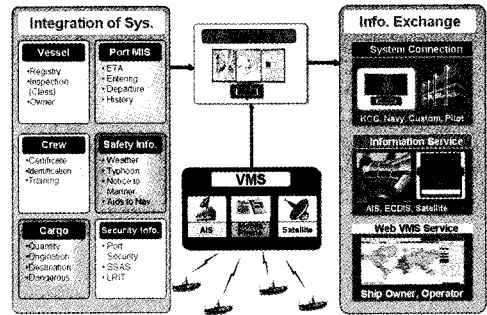 Integration of Sys.
Vessel
•Registry
•Inspection
(Class)
•Owner
Port MIS
•ETA
•Entering
•Departure
•History
Crew
•Certificate
•Identification
•Training
Safety Info.
•Weather
•Typhoon
•Notice to
Mariner
•Aids to Nav.
Cargo
•Quantity
•Origination
•Destination
•Dangerous
Security Info.
•Port
Security
•SSAS
•LRIT
VMS
AIS
Satellite
Info. Exchange
System Connection
KCG, Navy, Custom, Pilot
Information Service
AIS, ECDIS, Satellite
Web VMS Service
Ship Owner, Operator